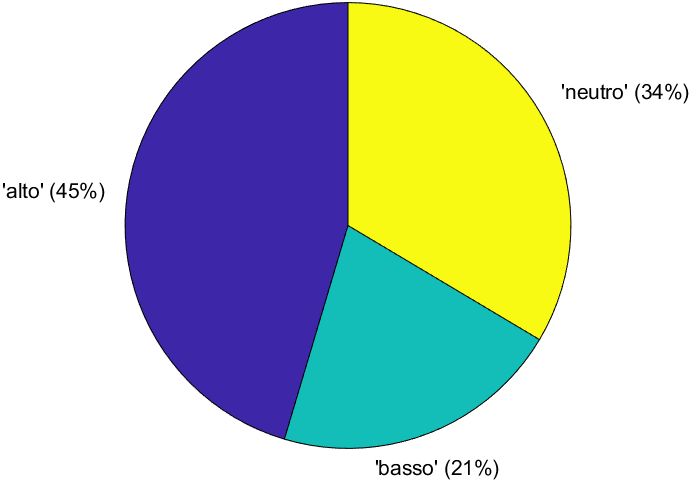 'neutro' (34%)
'alto' (45%)
'basso' (21%)